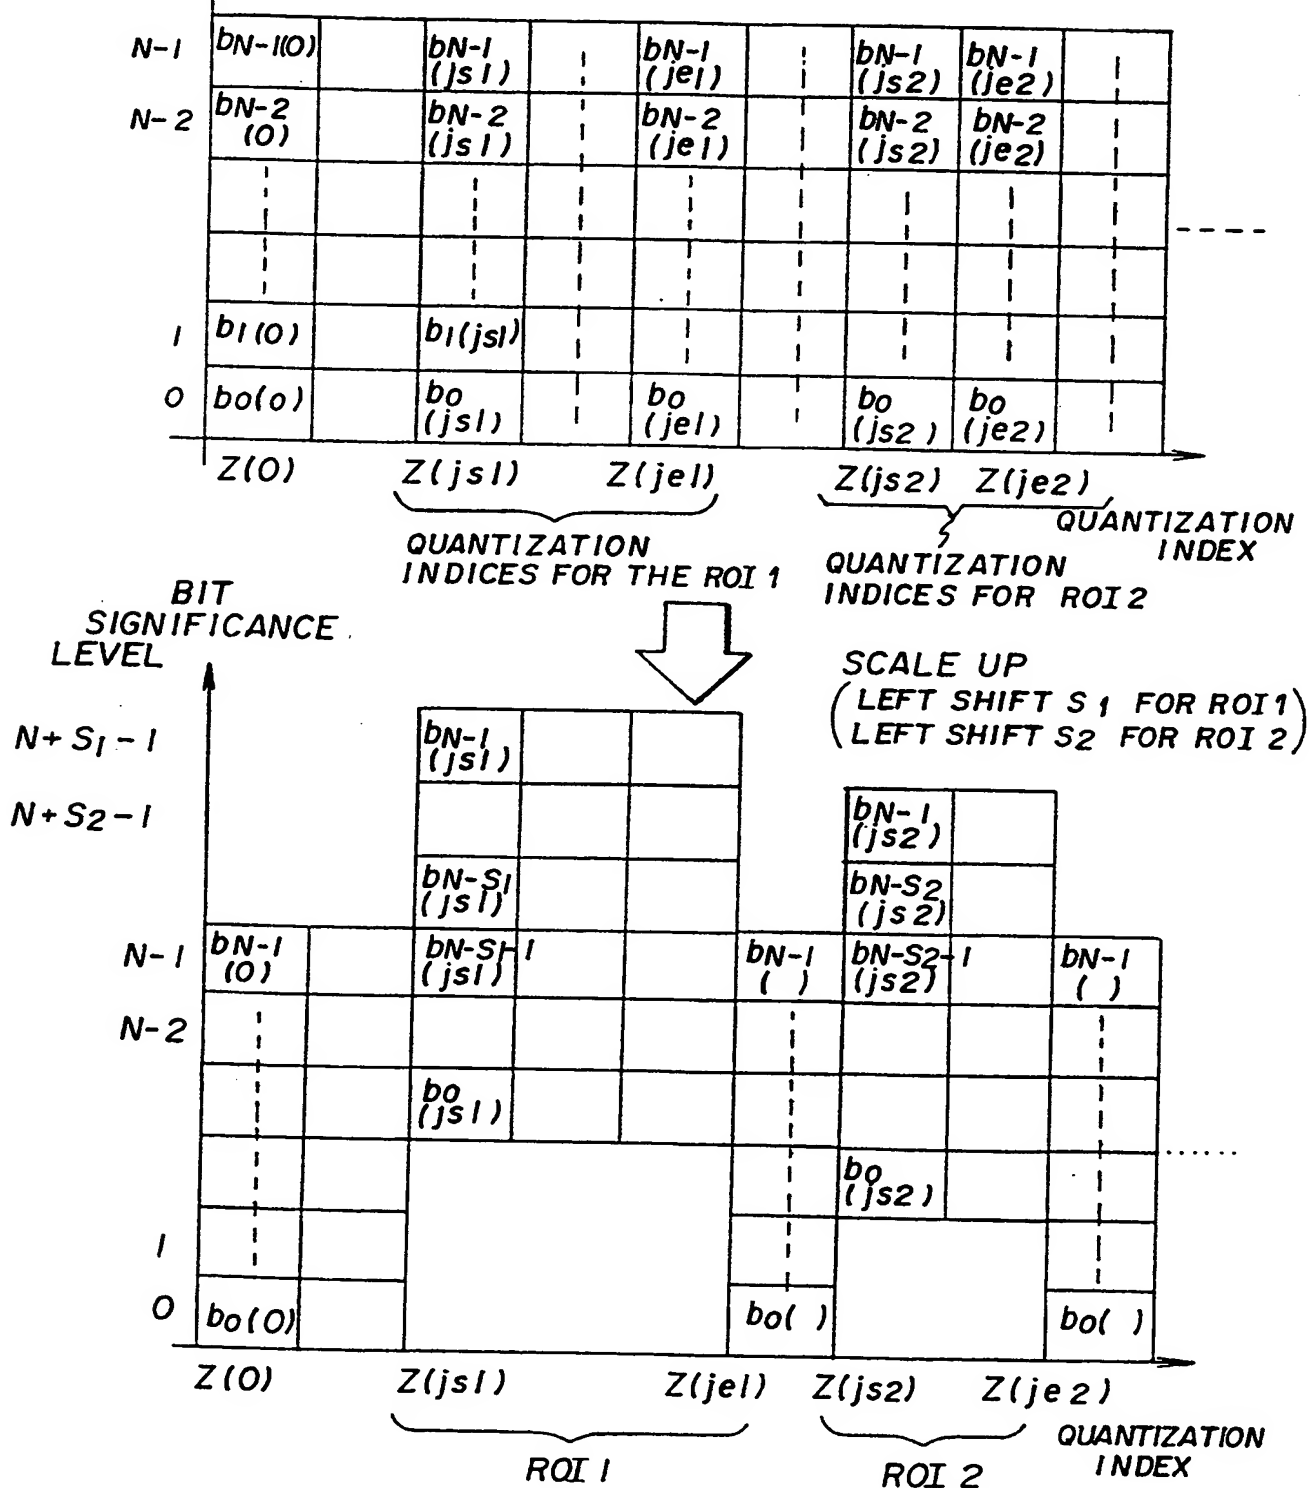 N-1 bN-1(0) bN-1 bN-1 bN-1 bN-1
(js1) (je1) (js2) (je2)
N-2 bN-2 bN-2 bN-2 bN-2 bN-2
(0) (js1) (je1) (js2) (je2)
1 b1(0) b1(js1)
0 bo(o) bo bo bo bo
(js1) (je1) (js2) (je2)
Z(0) Z(js1) Z(je1) Z(js2) Z(je2)
QUANTIZATION
INDEX
QUANTIZATION
INDICES FOR THE ROI 1
QUANTIZATION
INDICES FOR ROI 2
BIT
SIGNIFICANCE
LEVEL
SCALE UP
(LEFT SHIFT S1 FOR ROI 1)
(LEFT SHIFT S2 FOR ROI 2)
N+S1-1 bN-1
(js1)
N+S2-1 bN-1
(js2)
bN-S1 bN-S2
(js1) (js2)
N-1 bN-1 bN-S1-1 bN-1 bN-S2-1 bN-1
(0) (js1) ( ) (js2) ( )
N-2
bo
(js1)
bo
(js2)
1
0 bo(0) bo( ) bo( )
Z(0) Z(js1) Z(je1) Z(js2) Z(je2)
QUANTIZATION
INDEX
ROI 1 ROI 2